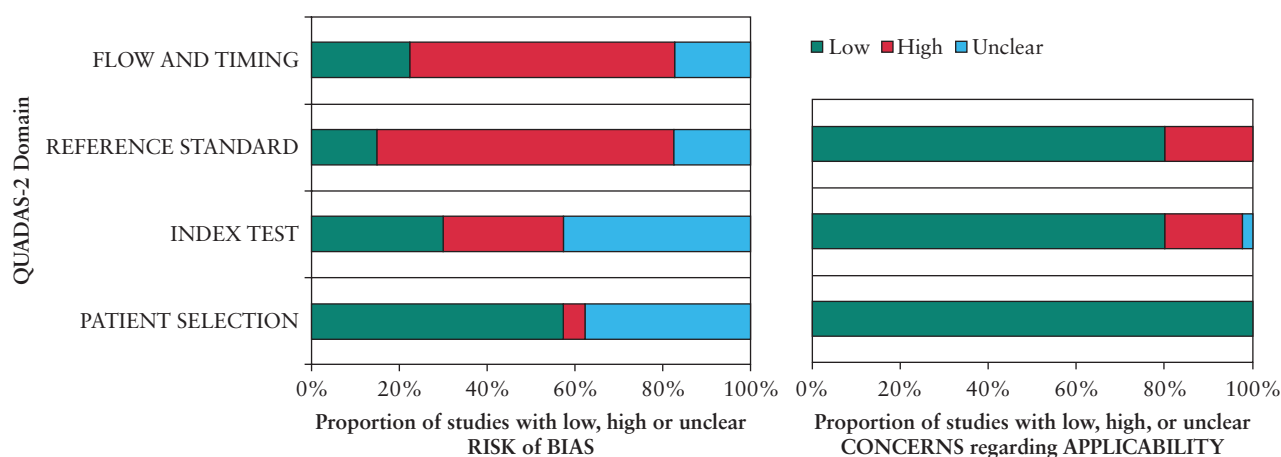 QUADAS-2 Domain
FLOW AND TIMING
REFERENCE STANDARD
INDEX TEST
PATIENT SELECTION
0% 20% 40% 60% 80% 100%
Proportion of studies with low, high or unclear
RISK of BIAS
Low High Unclear
0% 20% 40% 60% 80% 100%
Proportion of studies with low, high, or unclear
CONCERNS regarding APPLICABILITY